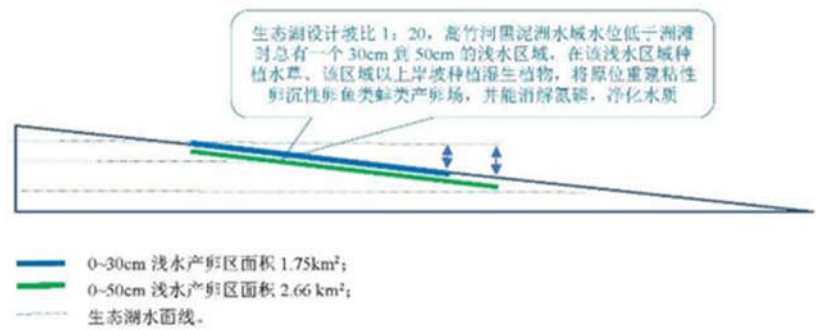 生态湖设计坡比 1：20，高竹河黑泥洲水域水位低于洲滩
时总有一个 30cm 到 50cm 的浅水区域，在该浅水区域种
植水草、该区域以上岸坡种植湿生植物，将原位重建粘性
卵沉性卵鱼类鲜类产卵场，并能消解氮磷，净化水质
0~30cm 浅水产卵区面积 1.75km²；
0~50cm 浅水产卵区面积 2.66 km²；
生态湖水面线。